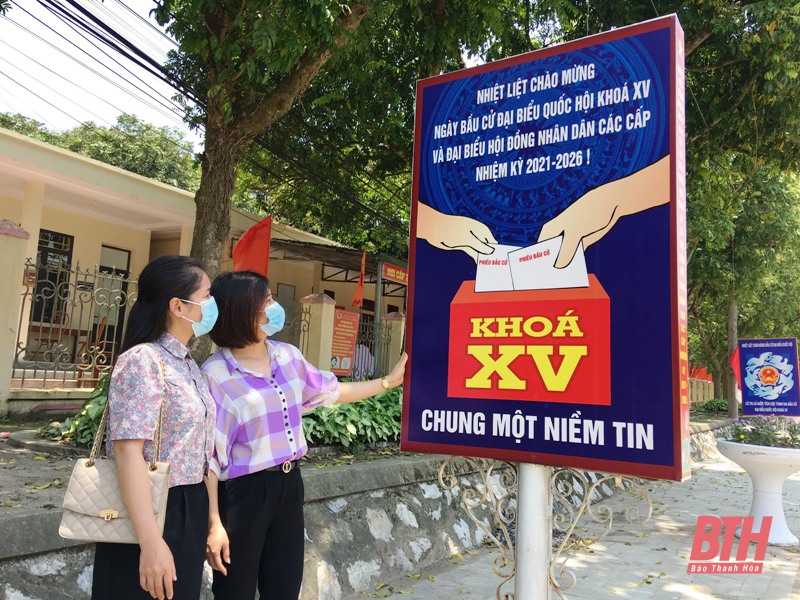 NHIỆT LIỆT CHÀO MỪNG
NGÀY BẦU CỬ ĐẠI BIỂU QUỐC HỘI KHOÁ XV
VÀ ĐẠI BIỂU HỘI ĐỒNG NHÂN DÂN CÁC CẤP
NHIỆM KỲ 2021-2026 !
PHIẾU BẦU CỬ
PHIẾU BẦU CỬ
KHOÁ
XV
CHUNG MỘT NIỀM TIN
BTH
Báo Thanh Hóa